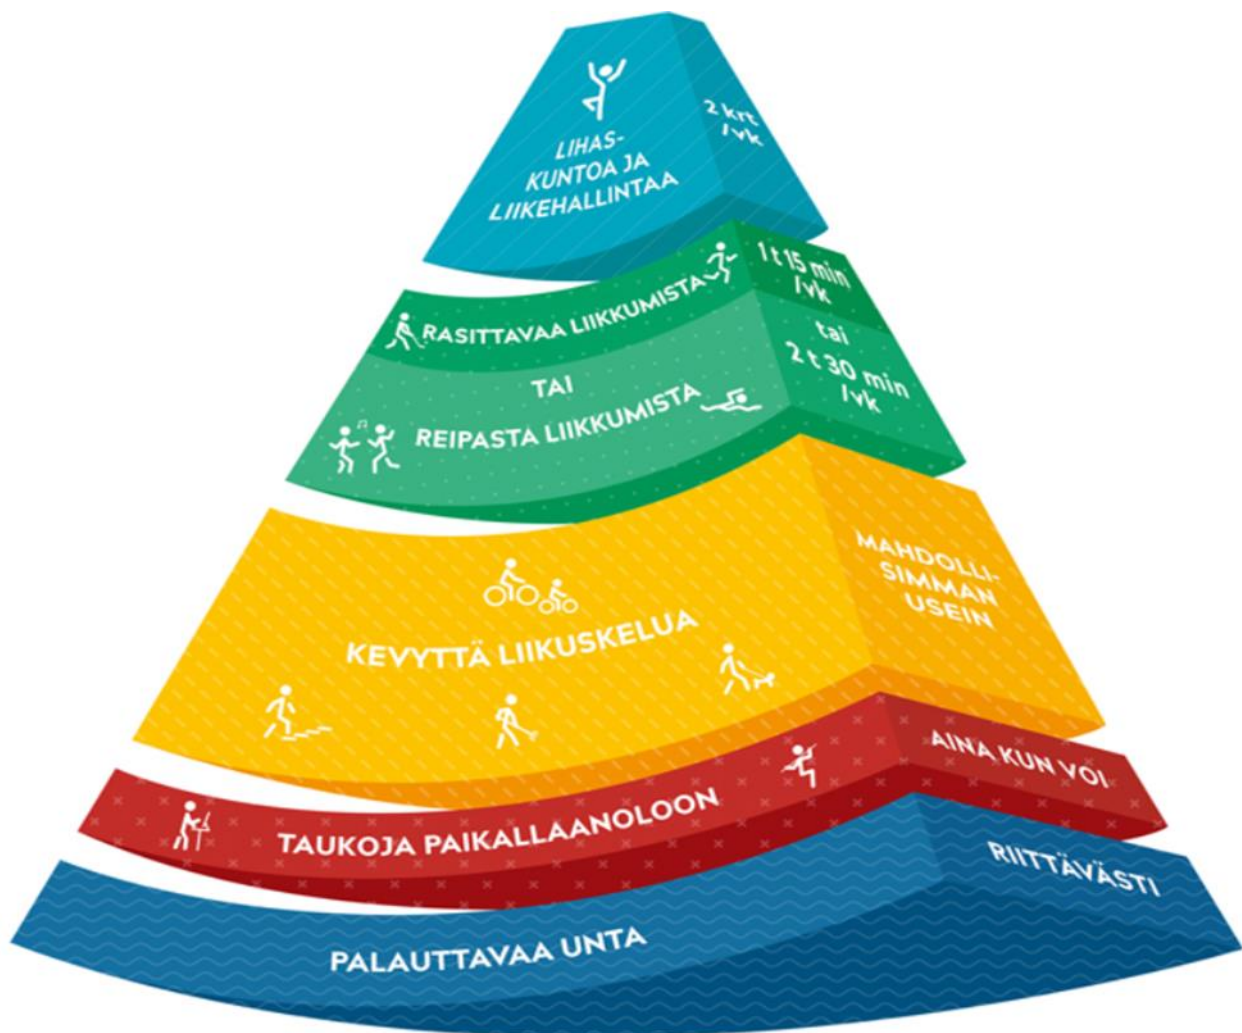 LIHAS-
KUNTOA JA
LIIKEHALLINTAA
2 krt
/vk
RASITTAVAA LIIKKUMISTA
1 t 15 min
/vk
TAI
REIPASTA LIIKKUMISTA
tai
2 t 30 min
/vk
KEVYTTÄ LIIKUSKELUA
MAHDOLLI-
SIMMAN
USEIN
TAUKOJA PAIKALLAANOLOON
AINA KUN VOI
PALAUTTAVAA UNTA
RIITTÄVÄSTI